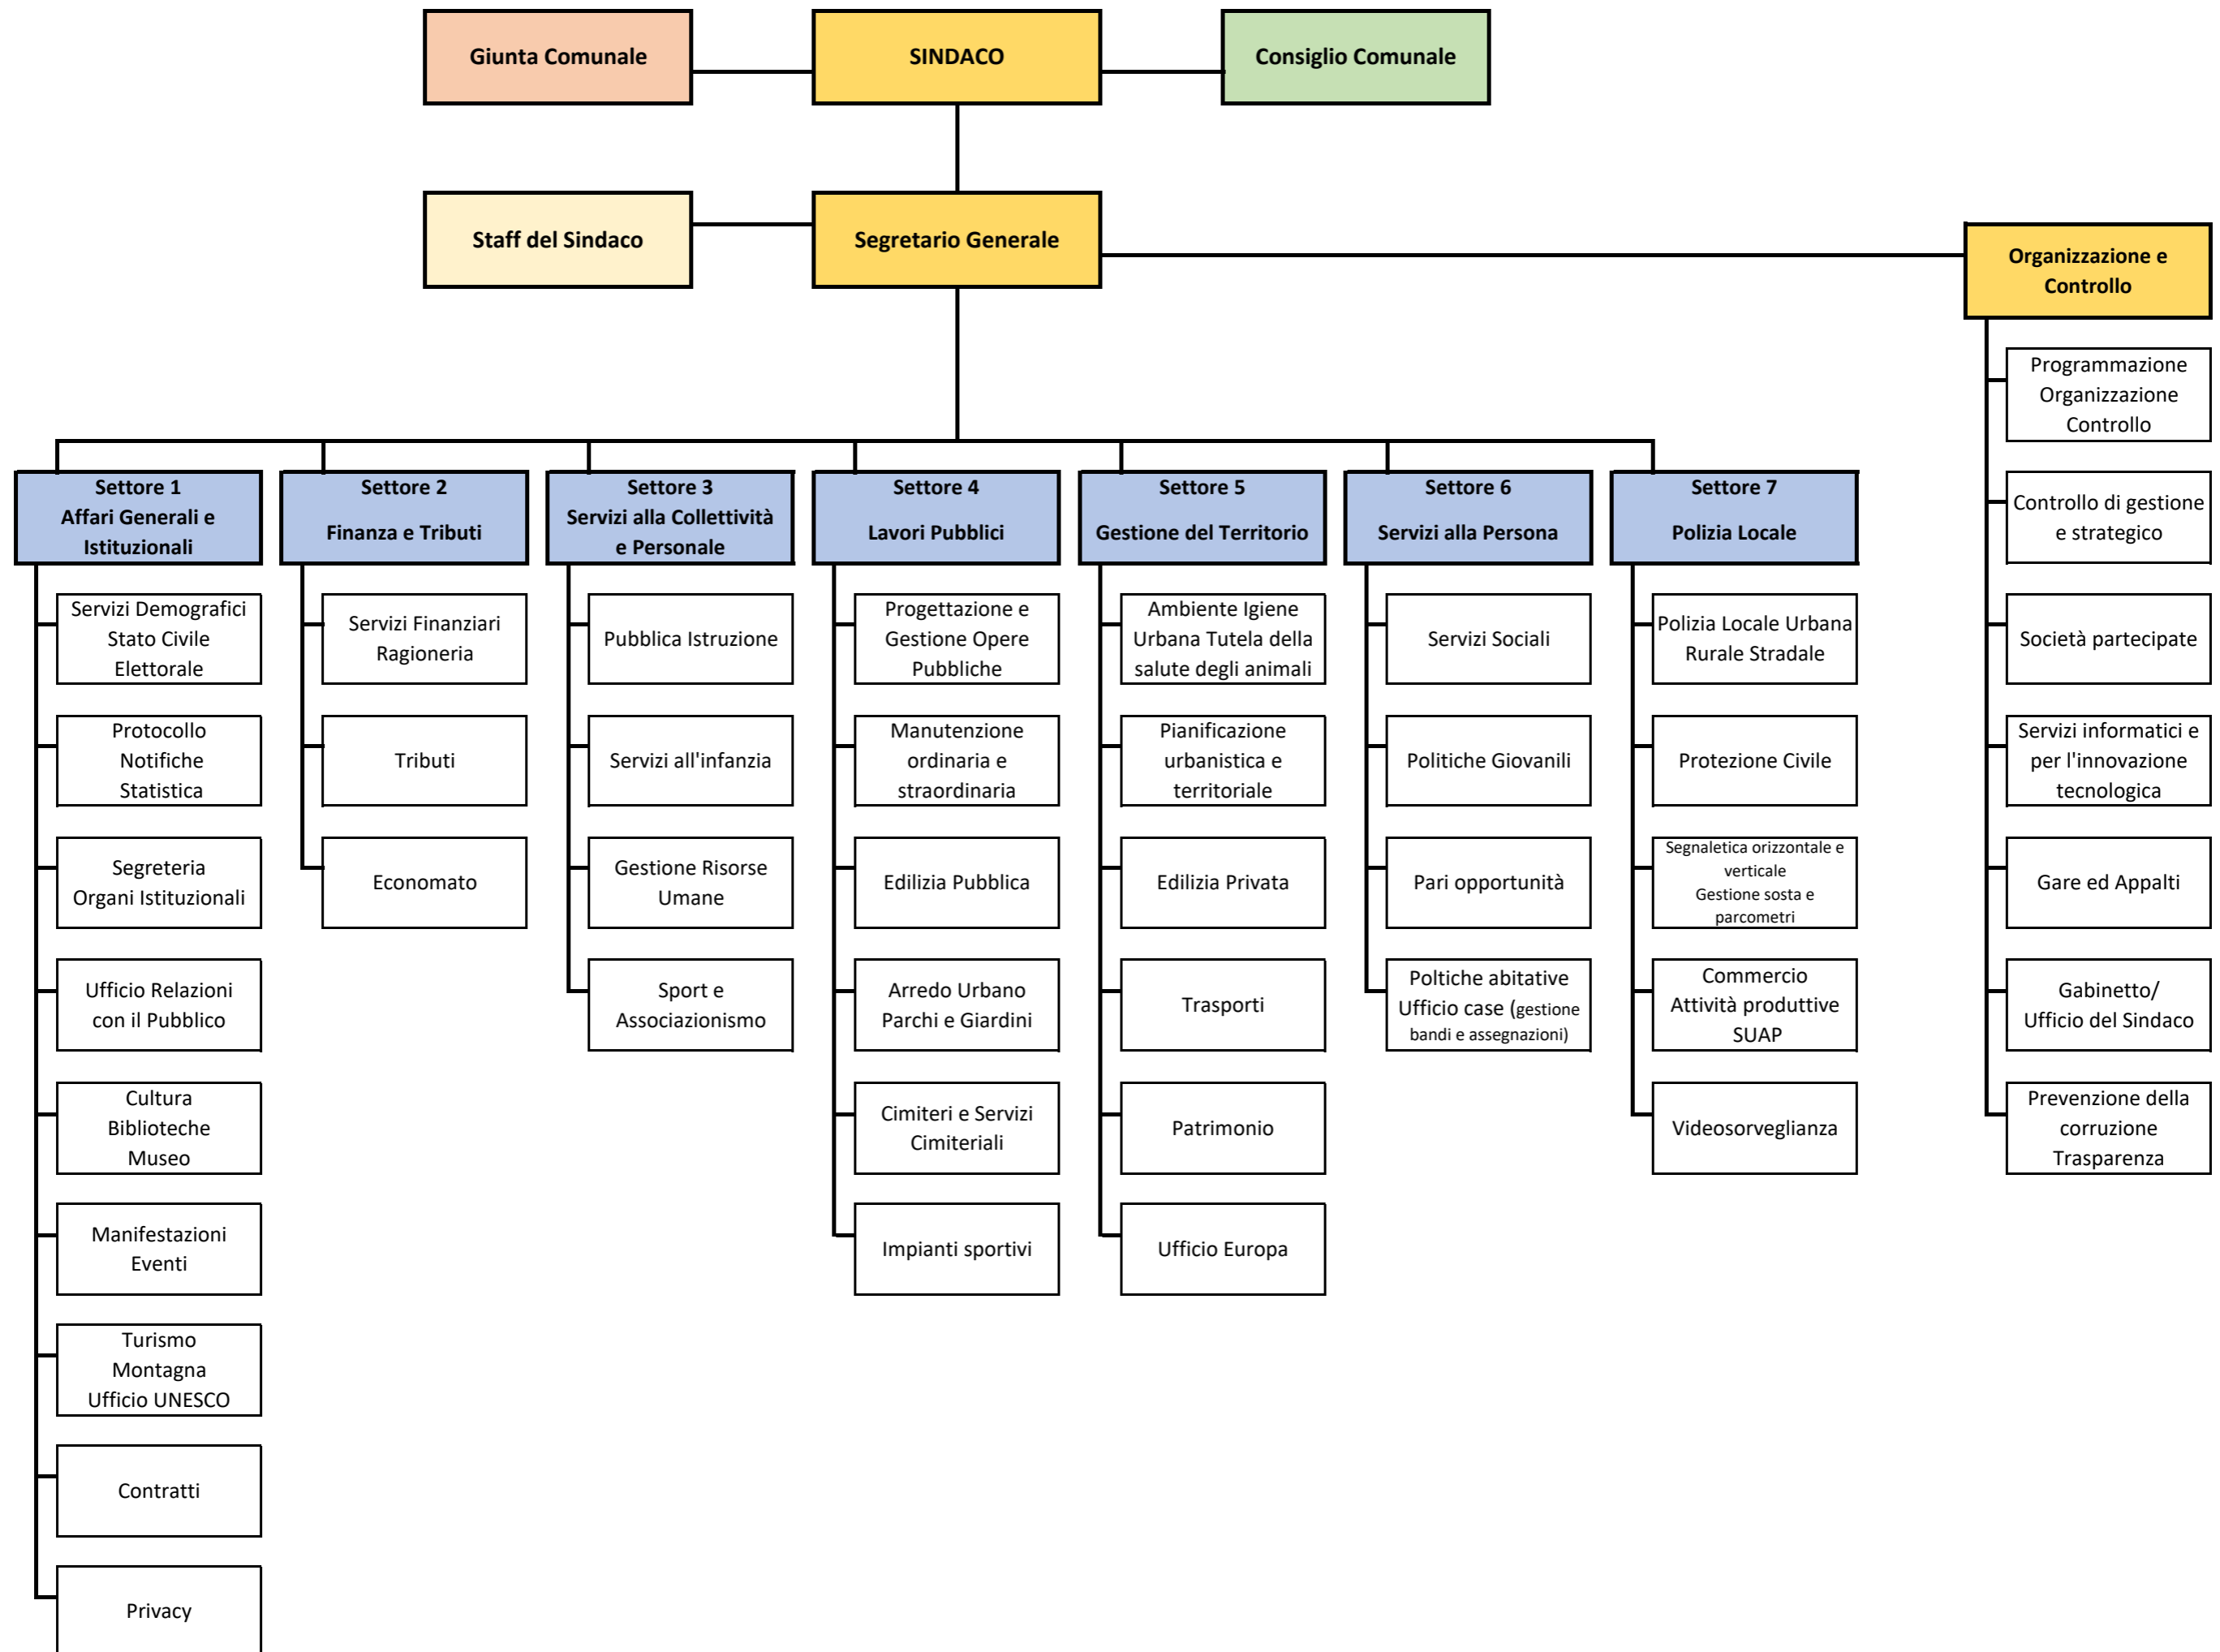 Giunta Comunale
SINDACO
Consiglio Comunale
Staff del Sindaco
Segretario Generale
Organizzazione e
Controllo
Programmazione
Organizzazione
Controllo
Controllo di gestione
e strategico
Società partecipate
Servizi informatici e
per l'innovazione
tecnologica
Gare ed Appalti
Gabinetto/
Ufficio del Sindaco
Prevenzione della
corruzione
Trasparenza
Settore 1
Affari Generali e
Istituzionali
Servizi Demografici
Stato Civile
Elettorale
Protocollo
Notifiche
Statistica
Segreteria
Organi Istituzionali
Ufficio Relazioni
con il Pubblico
Cultura
Biblioteche
Museo
Manifestazioni
Eventi
Turismo
Montagna
Ufficio UNESCO
Contratti
Privacy
Settore 2
Finanza e Tributi
Servizi Finanziari
Ragioneria
Tributi
Economato
Settore 3
Servizi alla Collettività
e Personale
Pubblica Istruzione
Servizi all'infanzia
Gestione Risorse
Umane
Sport e
Associazionismo
Settore 4
Lavori Pubblici
Progettazione e
Gestione Opere
Pubbliche
Manutenzione
ordinaria e
straordinaria
Edilizia Pubblica
Arredo Urbano
Parchi e Giardini
Cimiteri e Servizi
Cimiteriali
Impianti sportivi
Settore 5
Gestione del Territorio
Ambiente Igiene
Urbana Tutela della
salute degli animali
Pianificazione
urbanistica e
territoriale
Edilizia Privata
Trasporti
Patrimonio
Ufficio Europa
Settore 6
Servizi alla Persona
Servizi Sociali
Politiche Giovanili
Pari opportunità
Poltiche abitative
Ufficio case (gestione
bandi e assegnazioni)
Settore 7
Polizia Locale
Polizia Locale Urbana
Rurale Stradale
Protezione Civile
Segnaletica orizzontale e
verticale
Gestione sosta e
parcometri
Commercio
Attività produttive
SUAP
Videosorveglianza